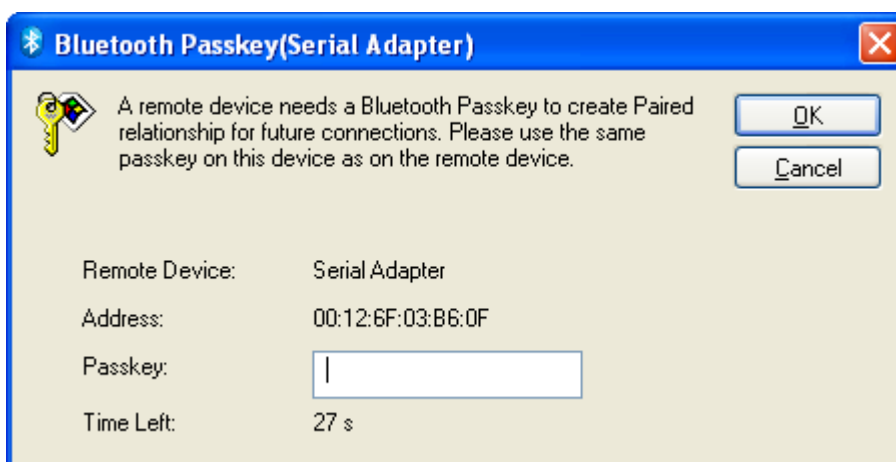 Bluetooth Passkey(Serial Adapter)
A remote device needs a Bluetooth Passkey to create Paired
relationship for future connections. Please use the same
passkey on this device as on the remote device.
OK
Cancel
Remote Device: Serial Adapter
Address: 00:12:6F:03:B6:0F
Passkey:
Time Left: 27 s